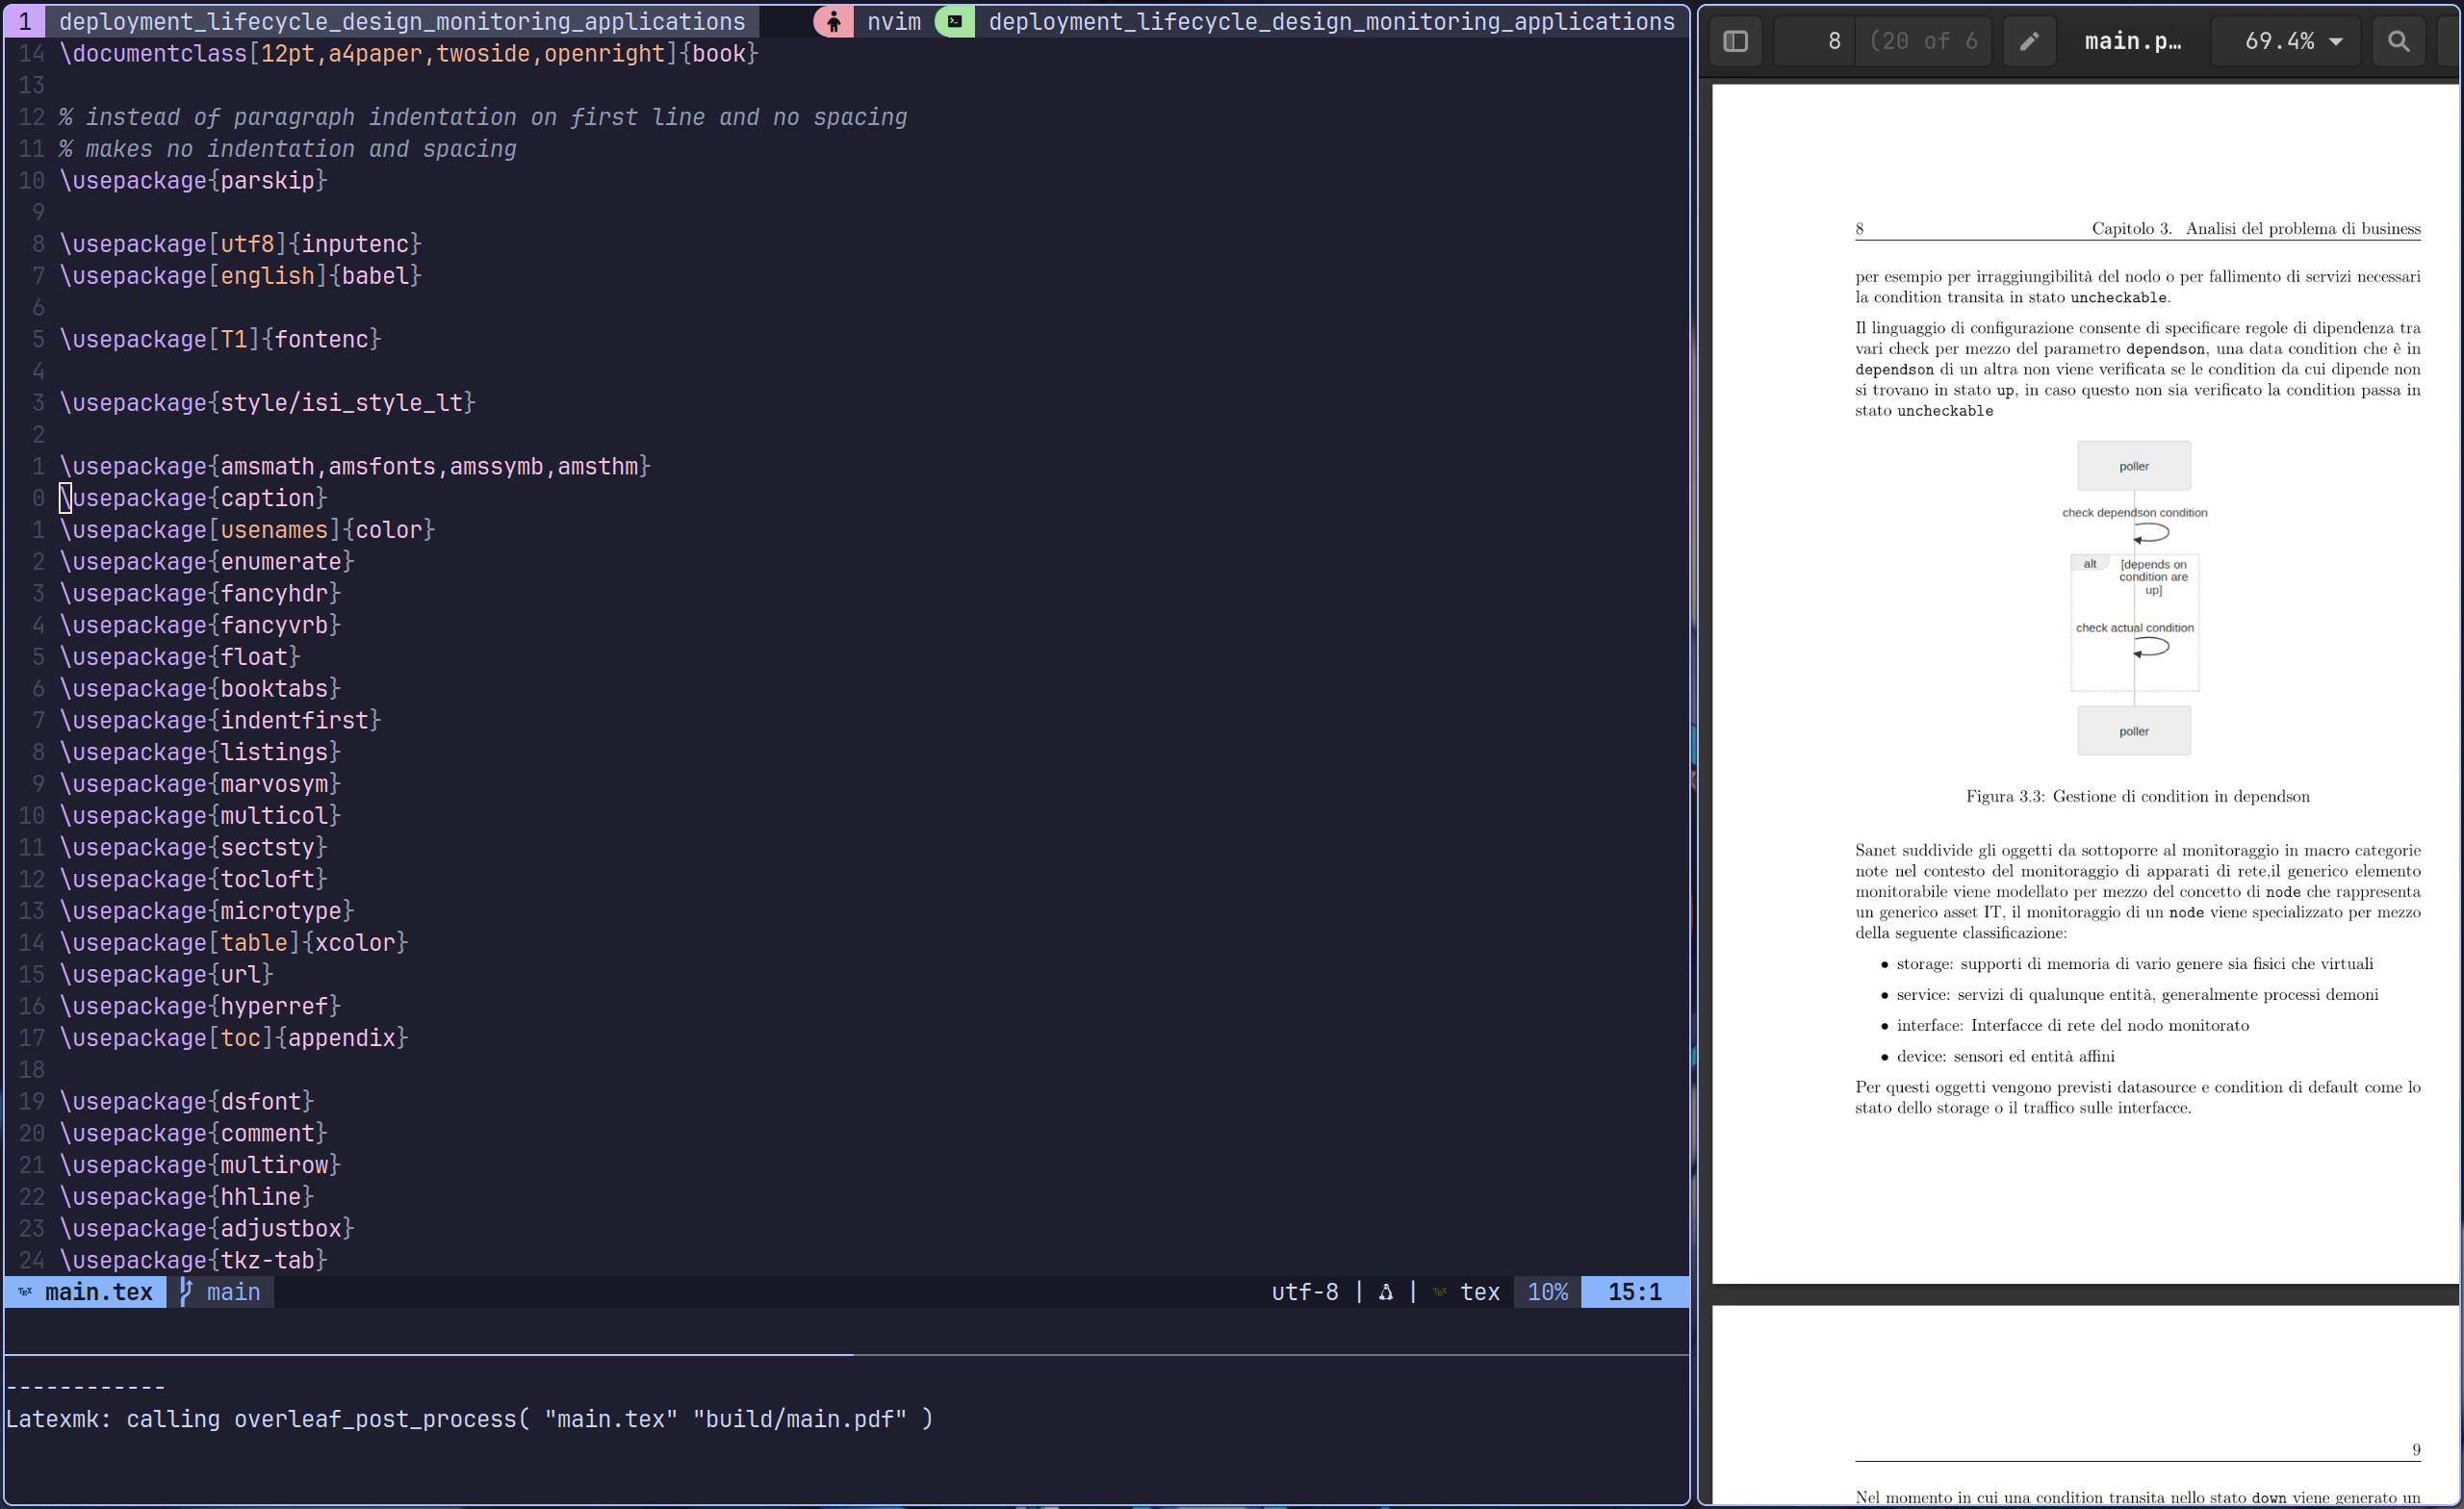 1 deployment_lifecycle_design_monitoring_applications nvim deployment_lifecycle_design_monitoring_applications
14 \documentclass[12pt,a4paper,twoside,openright]{book}
13
12 % instead of paragraph indentation on first line and no spacing
11 % makes no indentation and spacing
10 \usepackage{parskip}
9
8 \usepackage[utf8]{inputenc}
7 \usepackage[english]{babel}
6
5 \usepackage[T1]{fontenc}
4
3 \usepackage{style/isi_style_lt}
2
1 \usepackage{amsmath,amsfonts,amssymb,amsthm}
0 \usepackage{caption}
1 \usepackage[usenames]{color}
2 \usepackage{enumerate}
3 \usepackage{fancyhdr}
4 \usepackage{fancyvrb}
5 \usepackage{float}
6 \usepackage{booktabs}
7 \usepackage{indentfirst}
8 \usepackage{listings}
9 \usepackage{marvosym}
10 \usepackage{multicol}
11 \usepackage{sectsty}
12 \usepackage{tocloft}
13 \usepackage{microtype}
14 \usepackage[table]{xcolor}
15 \usepackage{url}
16 \usepackage{hyperref}
17 \usepackage[toc]{appendix}
18
19 \usepackage{dsfont}
20 \usepackage{comment}
21 \usepackage{multirow}
22 \usepackage{hhline}
23 \usepackage{adjustbox}
24 \usepackage{tkz-tab}
TEX main.tex main utf-8 | | TEX tex 10% 15:1
------------
Latexmk: calling overleaf_post_process( "main.tex" "build/main.pdf" )
8 (20 of 6 main.p… 69.4%
8 Capitolo 3. Analisi del problema di business
per esempio per irraggiungibilità del nodo o per fallimento di servizi necessari
la condition transita in stato uncheckable.
Il linguaggio di configurazione consente di specificare regole di dipendenza tra
vari check per mezzo del parametro dependson, una data condition che è in
dependson di un altra non viene verificata se le condition da cui dipende non
si trovano in stato up, in caso questo non sia verificato la condition passa in
stato uncheckable
poller
check dependson condition
alt [depends on
condition are
up]
check actual condition
poller
Figura 3.3: Gestione di condition in dependson
Sanet suddivide gli oggetti da sottoporre al monitoraggio in macro categorie
note nel contesto del monitoraggio di apparati di rete,il generico elemento
monitorabile viene modellato per mezzo del concetto di node che rappresenta
un generico asset IT, il monitoraggio di un node viene specializzato per mezzo
della seguente classificazione:
• storage: supporti di memoria di vario genere sia fisici che virtuali
• service: servizi di qualunque entità, generalmente processi demoni
• interface: Interfacce di rete del nodo monitorato
• device: sensori ed entità affini
Per questi oggetti vengono previsti datasource e condition di default come lo
stato dello storage o il traffico sulle interfacce.
9
Nel momento in cui una condition transita nello stato down viene generato un